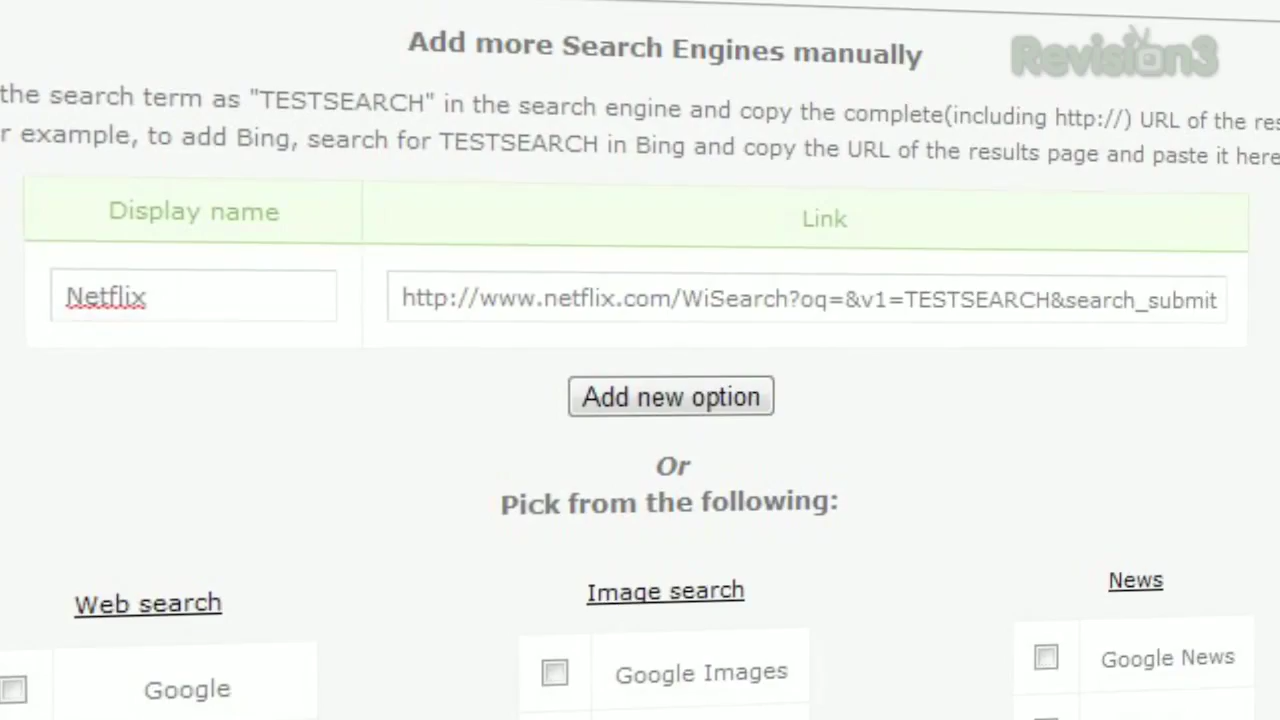 Add more Search Engines manually
Revision3
the search term as "TESTSEARCH" in the search engine and copy the complete(including http://) URL of the res
r example, to add Bing, search for TESTSEARCH in Bing and copy the URL of the results page and paste it here
Display name Link
Netflix http://www.netflix.com/WiSearch?oq=&v1=TESTSEARCH&search_submit
Add new option
Or
Pick from the following:
Web search Image search News
Google Google Images Google News